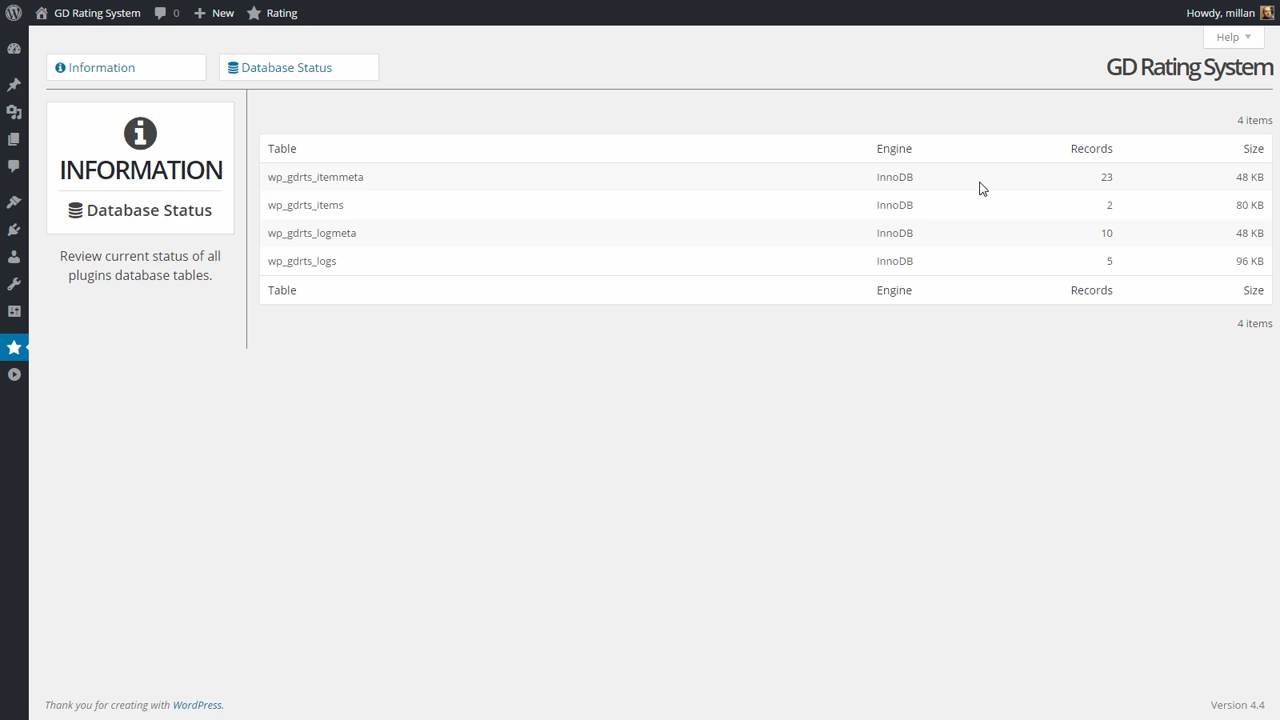 GD Rating System 0 New Rating Howdy, millan
Help
Information Database Status GD Rating System
INFORMATION
Database Status
Review current status of all
plugins database tables.
4 items
Table Engine Records Size
wp_gdrts_itemmeta InnoDB 23 48 KB
wp_gdrts_items InnoDB 2 80 KB
wp_gdrts_logmeta InnoDB 10 48 KB
wp_gdrts_logs InnoDB 5 96 KB
Table Engine Records Size
4 items
Thank you for creating with WordPress. Version 4.4